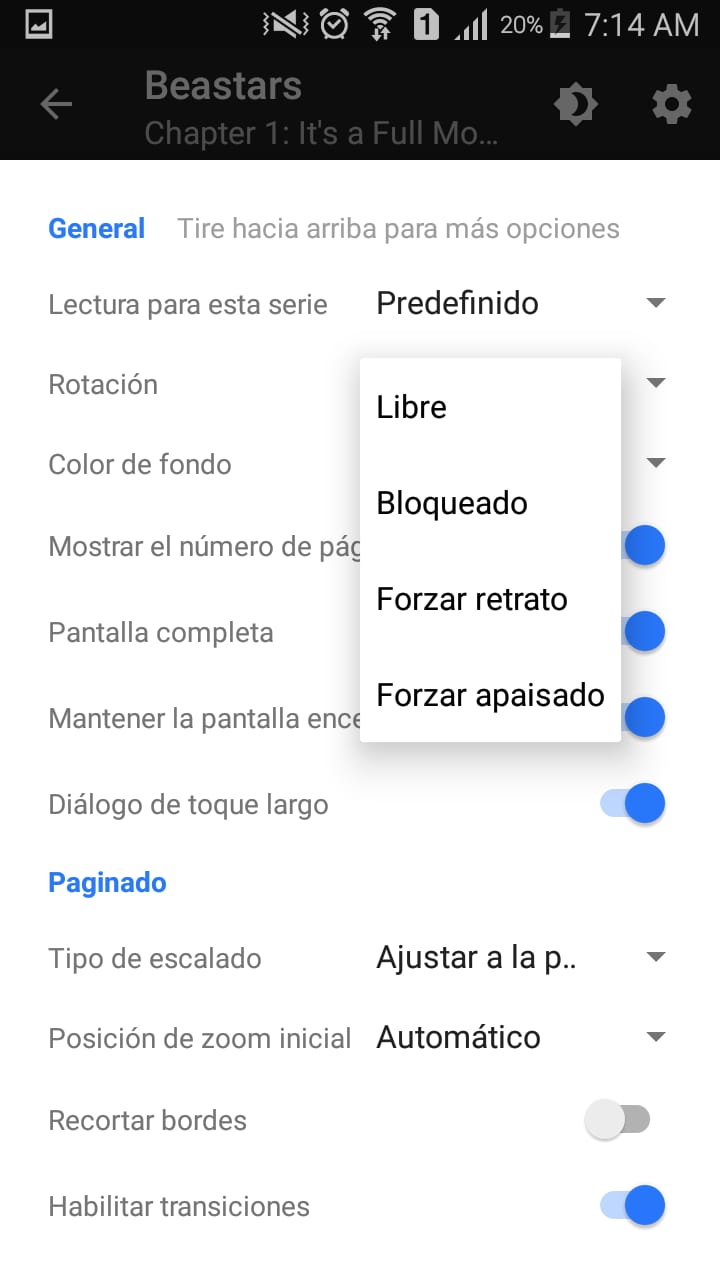 1 20% 7:14 AM
Beastars
Chapter 1: It's a Full Mo...
General Tire hacia arriba para más opciones
Lectura para esta serie Predefinido
Rotación
Libre
Color de fondo
Bloqueado
Mostrar el número de pág
Forzar retrato
Pantalla completa
Forzar apaisado
Mantener la pantalla ence
Diálogo de toque largo
Paginado
Tipo de escalado Ajustar a la p..
Posición de zoom inicial Automático
Recortar bordes
Habilitar transiciones